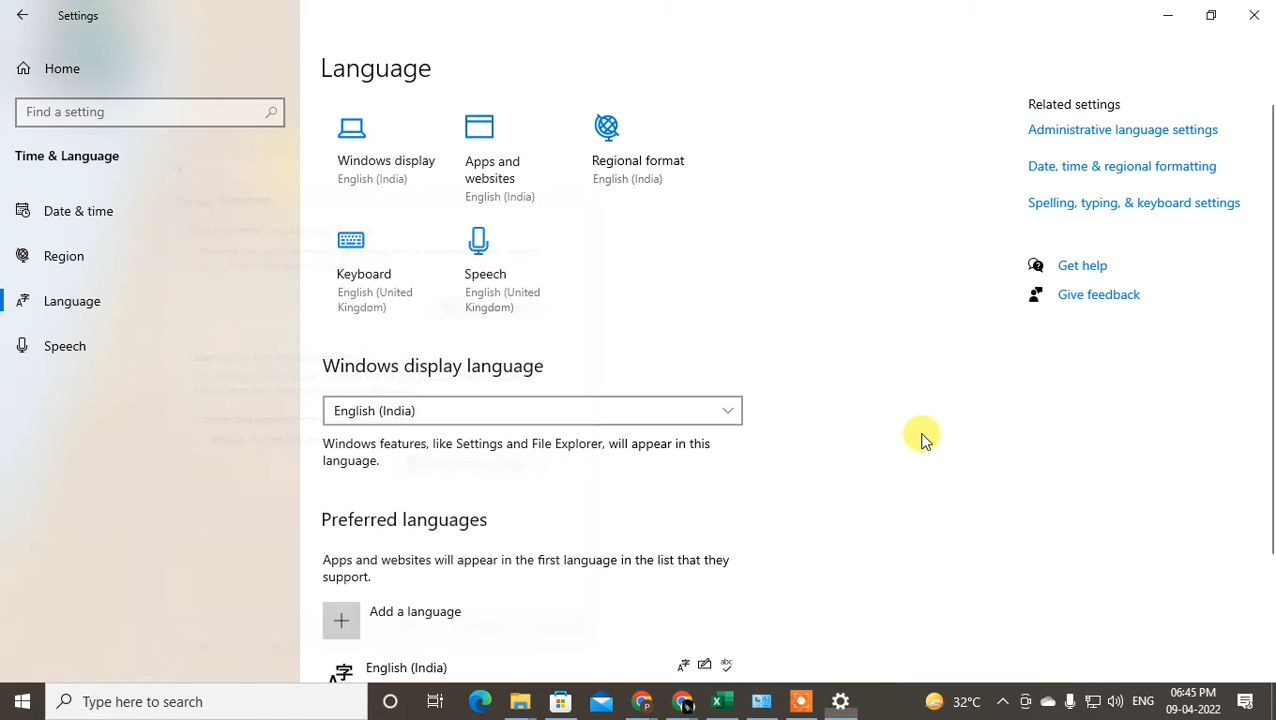 Settings
Home
Find a setting
Time & Language
Date & time
Region
Language
Speech
Language
Windows display
English (India)
Apps and
websites
English (India)
Regional format
English (India)
Keyboard
English (United
Kingdom)
Speech
English (United
Kingdom)
Windows display language
English (India)
Windows features, like Settings and File Explorer, will appear in this
language.
Preferred languages
Apps and websites will appear in the first language in the list that they
support.
Add a language
English (India)
Related settings
Administrative language settings
Date, time & regional formatting
Spelling, typing, & keyboard settings
Get help
Give feedback
Type here to search
32°C
ENG
06:45 PM
09-04-2022